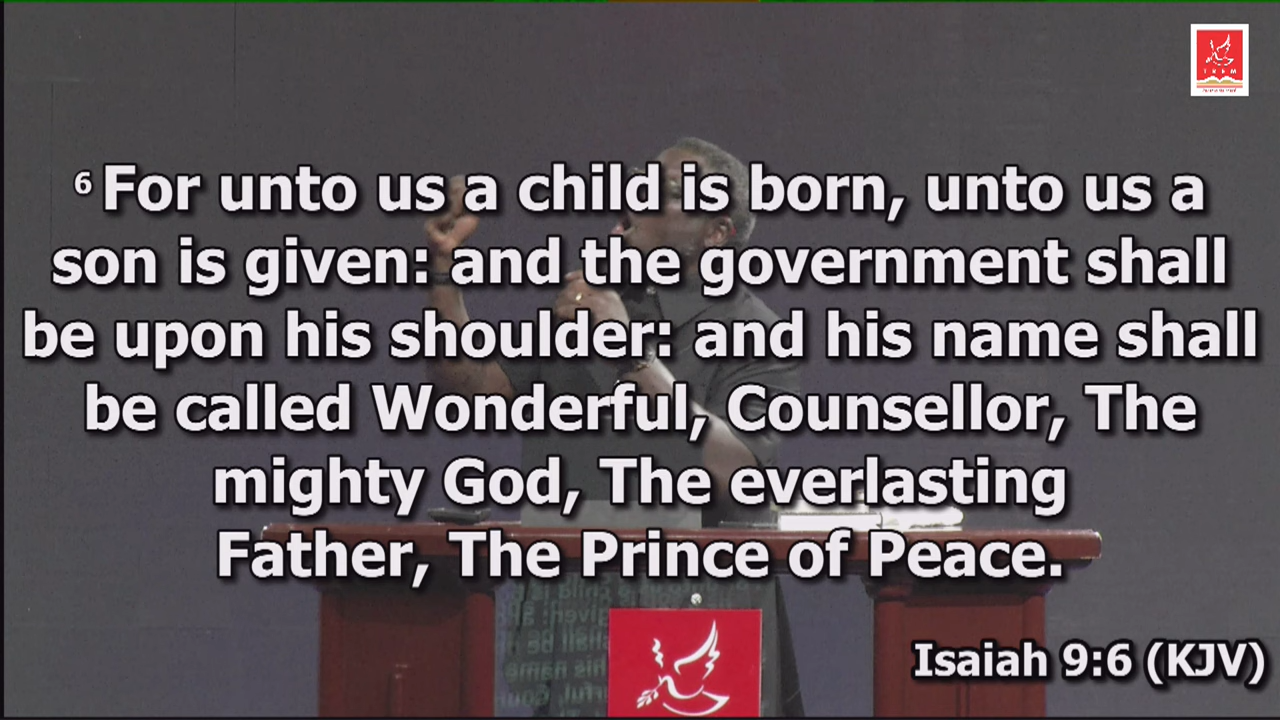 TREM
6 For unto us a child is born, unto us a
son is given: and the government shall
be upon his shoulder: and his name shall
be called Wonderful, Counsellor, The
mighty God, The everlasting
Father, The Prince of Peace.
Isaiah 9:6 (KJV)